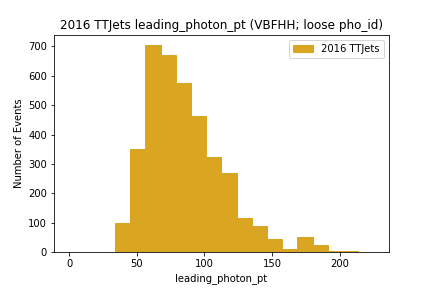 2016 TTJets leading_photon_pt (VBFHH; loose pho_id)
2016 TTJets
Number of Events
700
600
500
400
300
200
100
0
0 50 100 150 200
leading_photon_pt